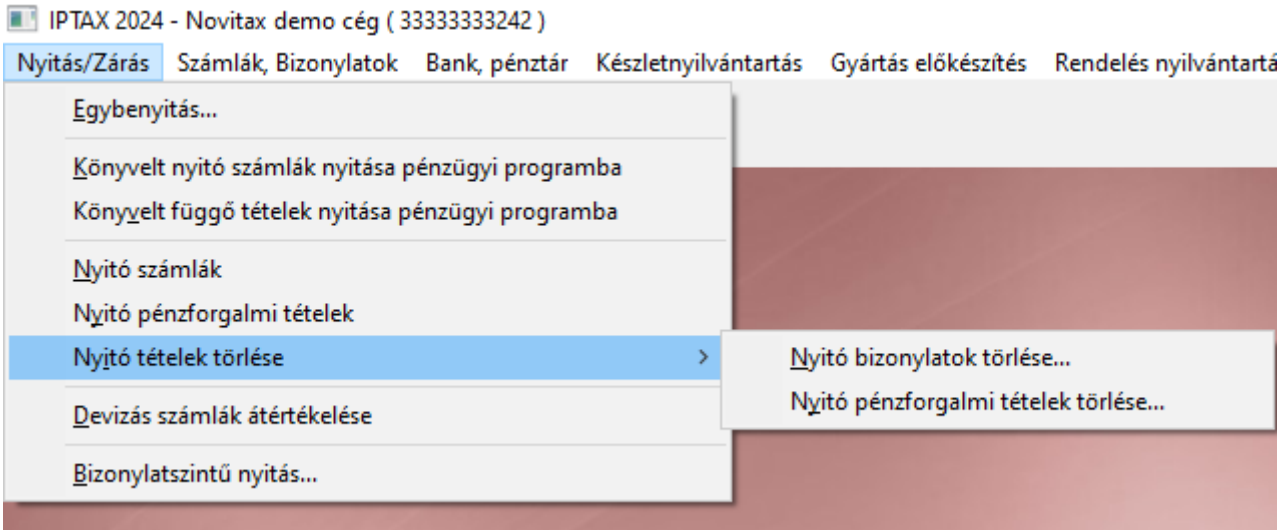 IPTAX 2024 - Novitax demo cég ( 33333333242 )
Nyitás/Zárás Számlák, Bizonylatok Bank, pénztár Készletnyilvántartás Gyártás előkészítés Rendelés nyilvántartá
Egybenyitás...
Könyvelt nyitó számlák nyitása pénzügyi programba
Könyvelt függő tételek nyitása pénzügyi programba
Nyitó számlák
Nyitó pénzforgalmi tételek
Nyitó tételek törlése >
Nyitó bizonylatok törlése...
Nyitó pénzforgalmi tételek törlése...
Devizás számlák átértékelése
Bizonylatszintű nyitás...